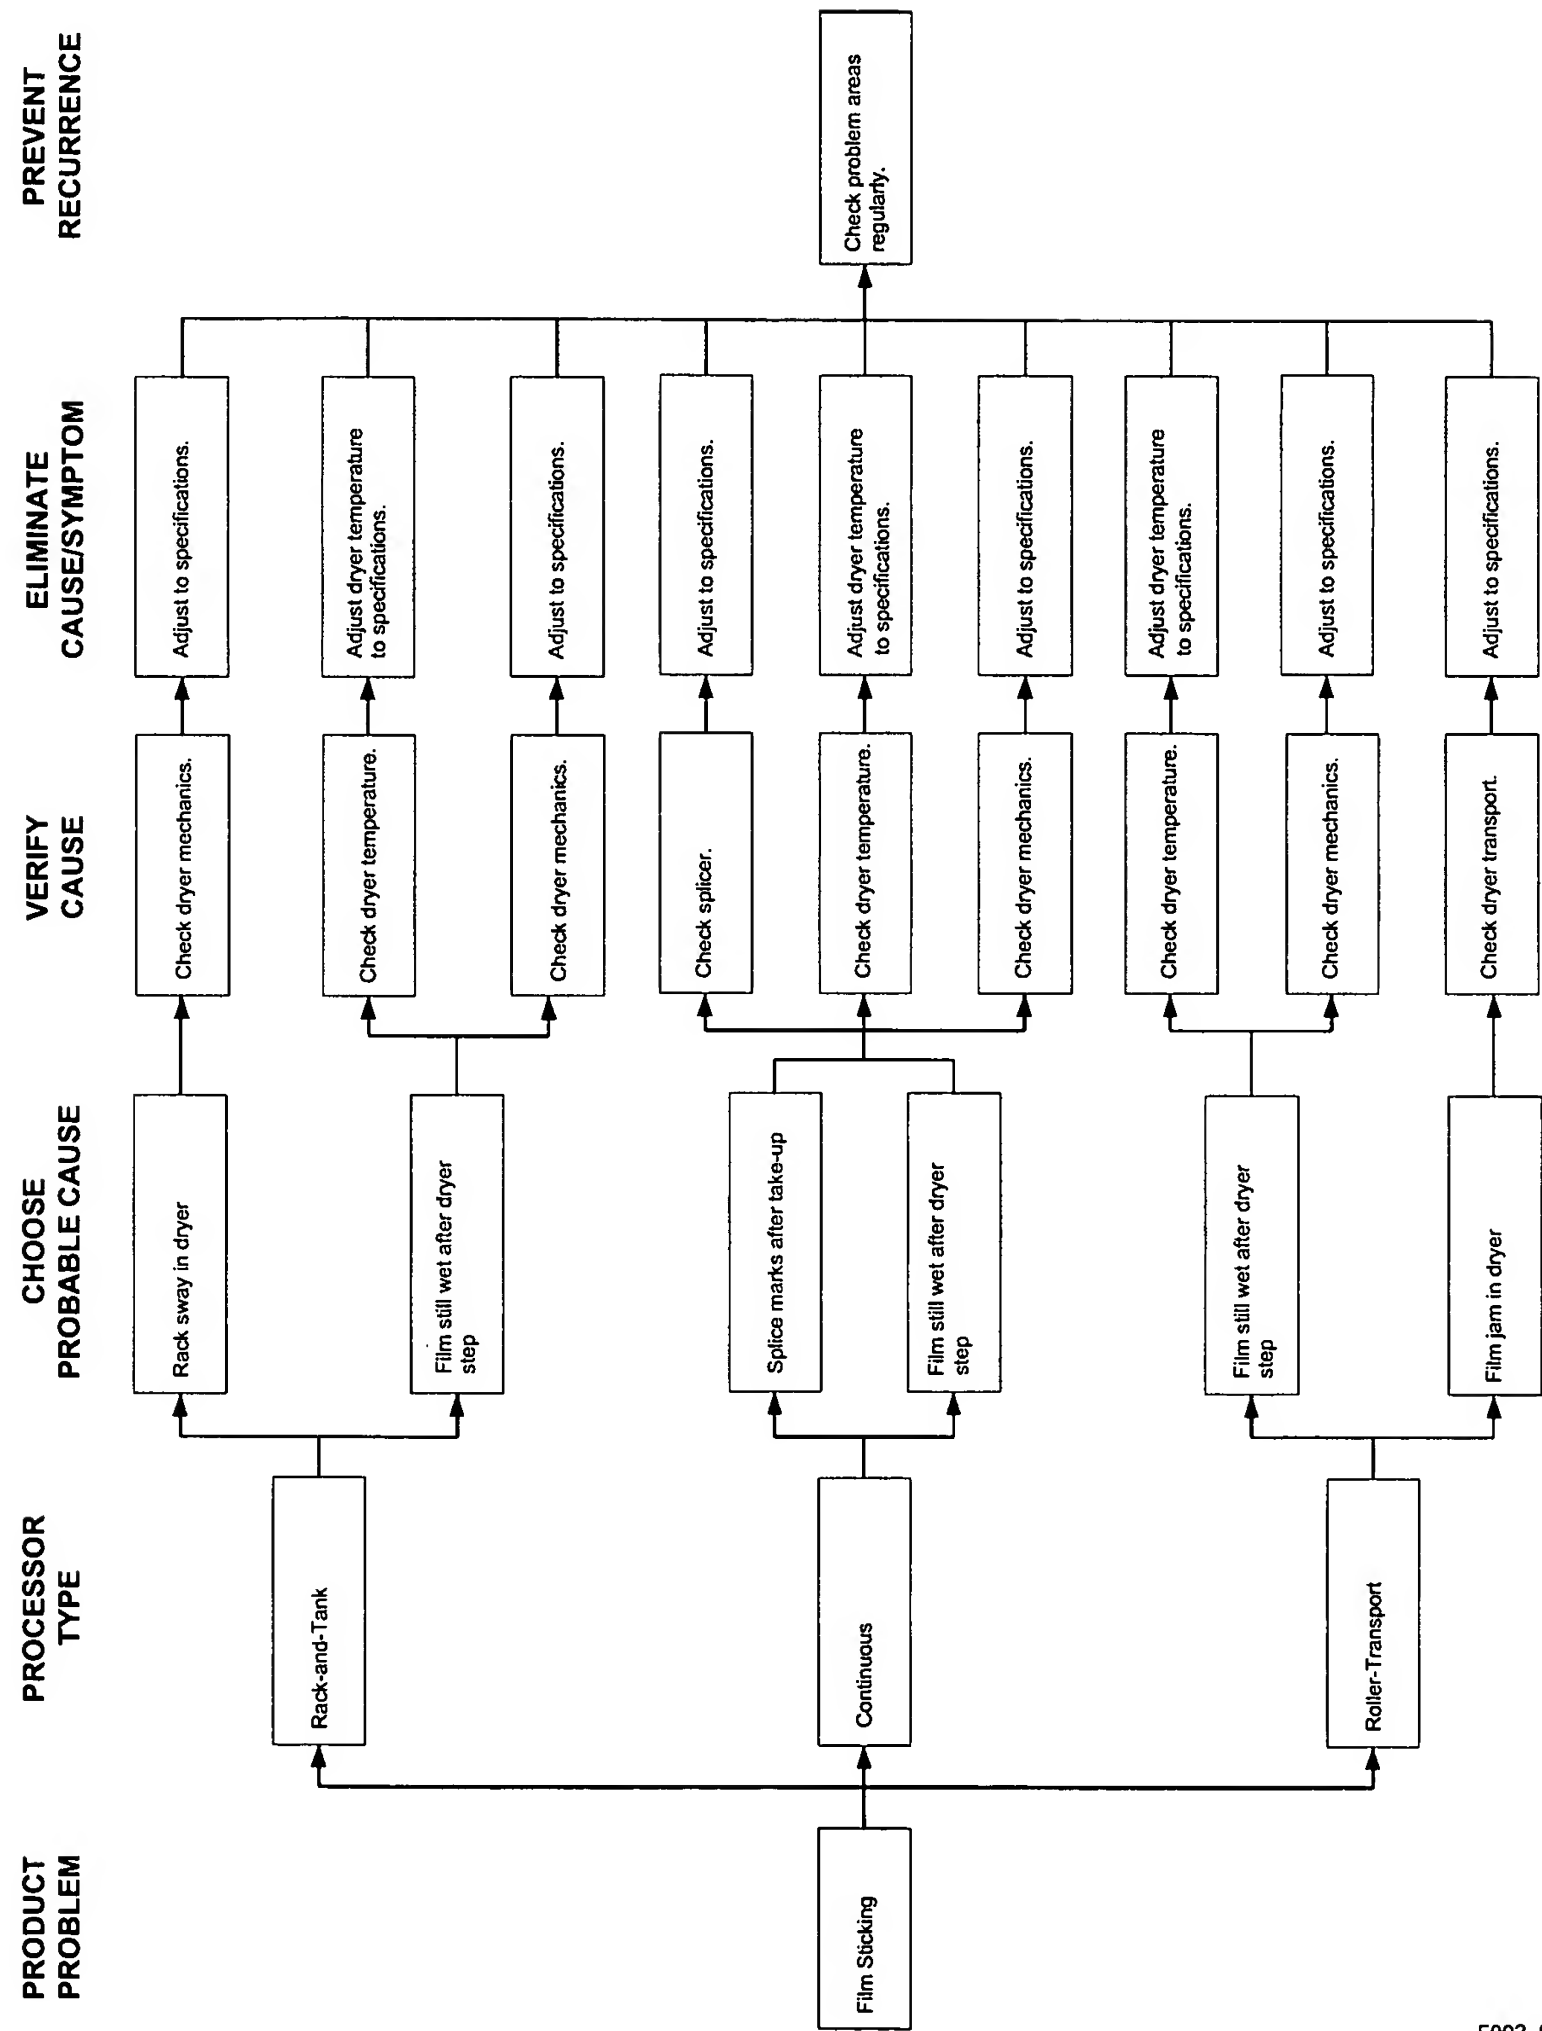 PRODUCT
PROBLEM
PROCESSOR
TYPE
CHOOSE
PROBABLE CAUSE
VERIFY
CAUSE
ELIMINATE
CAUSE/SYMPTOM
PREVENT
RECURRENCE
Film Sticking
Rack-and-Tank
Continuous
Roller-Transport
Rack sway in dryer
Film still wet after dryer
step
Splice marks after take-up
Film still wet after dryer
step
Film still wet after dryer
step
Film jam in dryer
Check dryer mechanics.
Check dryer temperature.
Check dryer mechanics.
Check splicer.
Check dryer temperature.
Check dryer mechanics.
Check dryer temperature.
Check dryer mechanics.
Check dryer transport.
Adjust to specifications.
Adjust dryer temperature
to specifications.
Adjust to specifications.
Adjust to specifications.
Adjust dryer temperature
to specifications.
Adjust to specifications.
Adjust dryer temperature
to specifications.
Adjust to specifications.
Adjust to specifications.
Check problem areas
regularly.